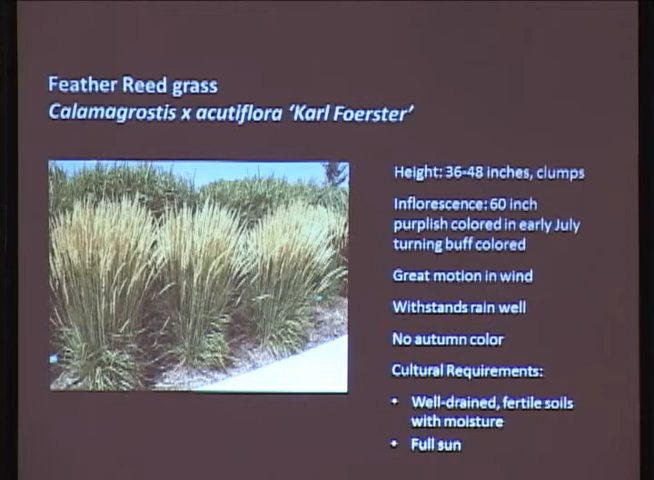 Feather Reed grass
Calamagrostis x acutiflora ‘Karl Foerster’
Height: 36-48 inches, clumps
Inflorescence: 60 inch
purplish colored in early July
turning buff colored
Great motion in wind
Withstands rain well
No autumn color
Cultural Requirements:
• Well-drained, fertile soils
with moisture
• Full sun